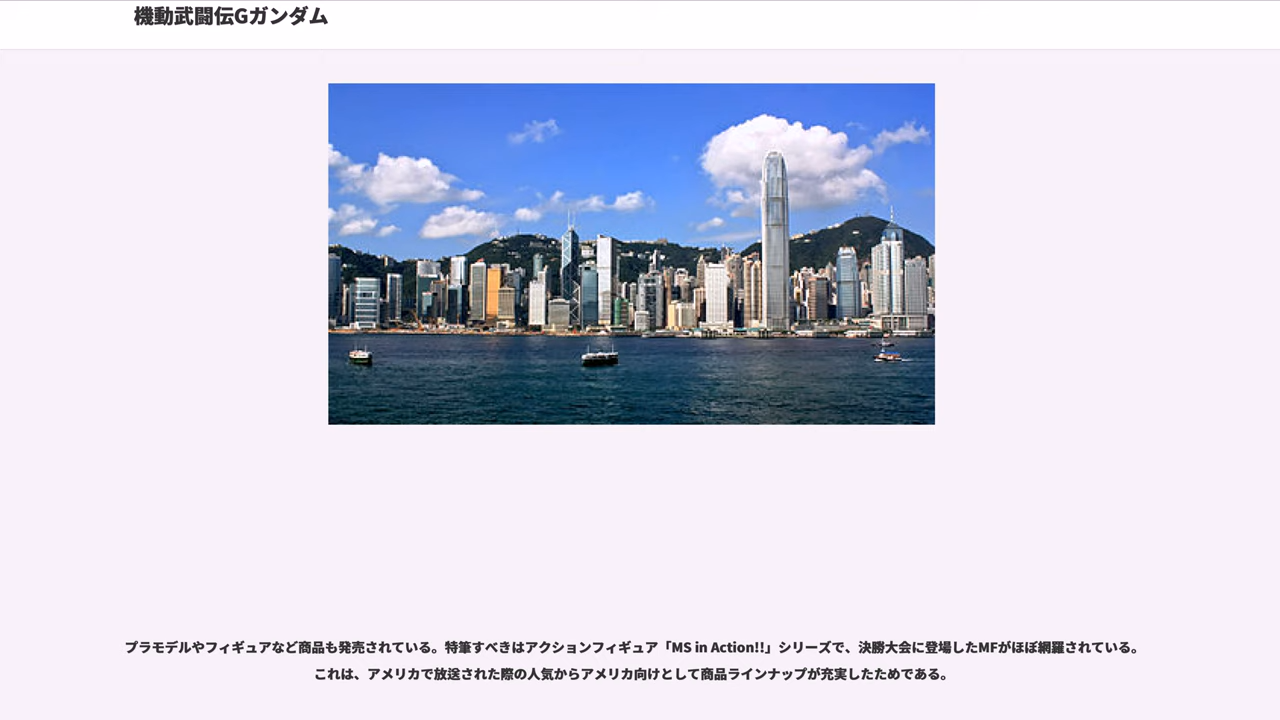 機動武闘伝Gガンダム
プラモデルやフィギュアなど商品も発売されている。特筆すべきはアクションフィギュア「MS in Action!!」シリーズで、決勝大会に登場したMFがほぼ網羅されている。
これは、アメリカで放送された際の人気からアメリカ向けとして商品ラインナップが充実したためである。